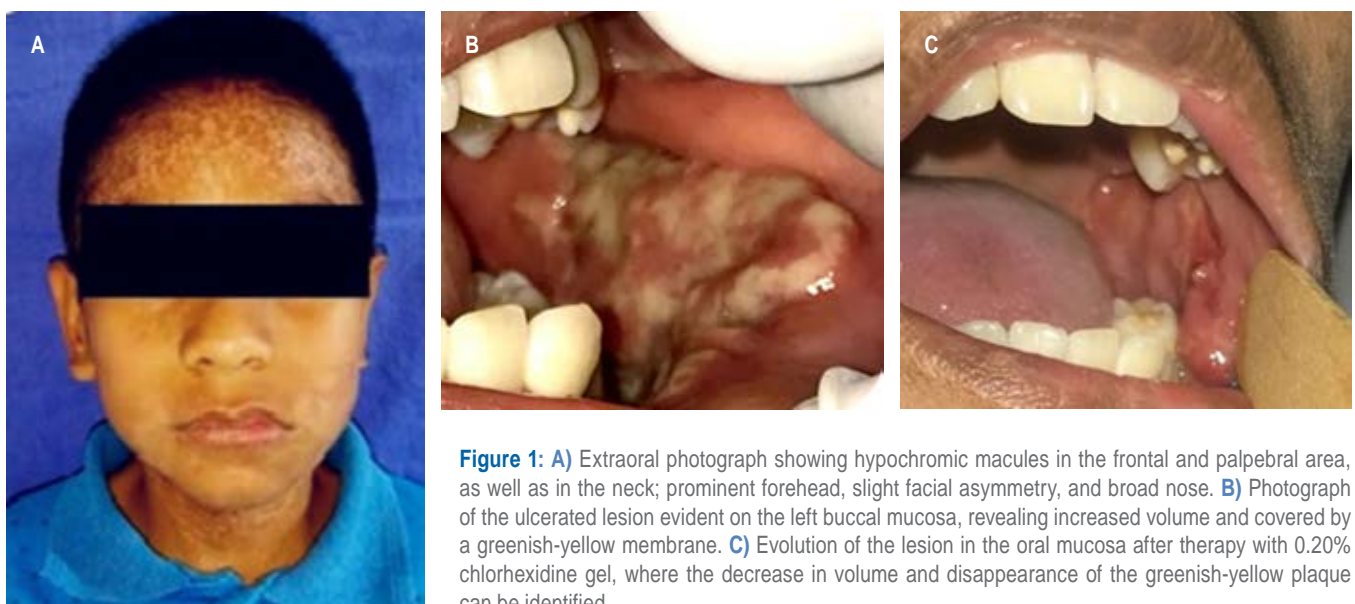 A
B
C
Figure 1: A) Extraoral photograph showing hypochromic macules in the frontal and palpebral area,
as well as in the neck; prominent forehead, slight facial asymmetry, and broad nose. B) Photograph
of the ulcerated lesion evident on the left buccal mucosa, revealing increased volume and covered by
a greenish-yellow membrane. C) Evolution of the lesion in the oral mucosa after therapy with 0.20%
chlorhexidine gel, where the decrease in volume and disappearance of the greenish-yellow plaque
can be identified